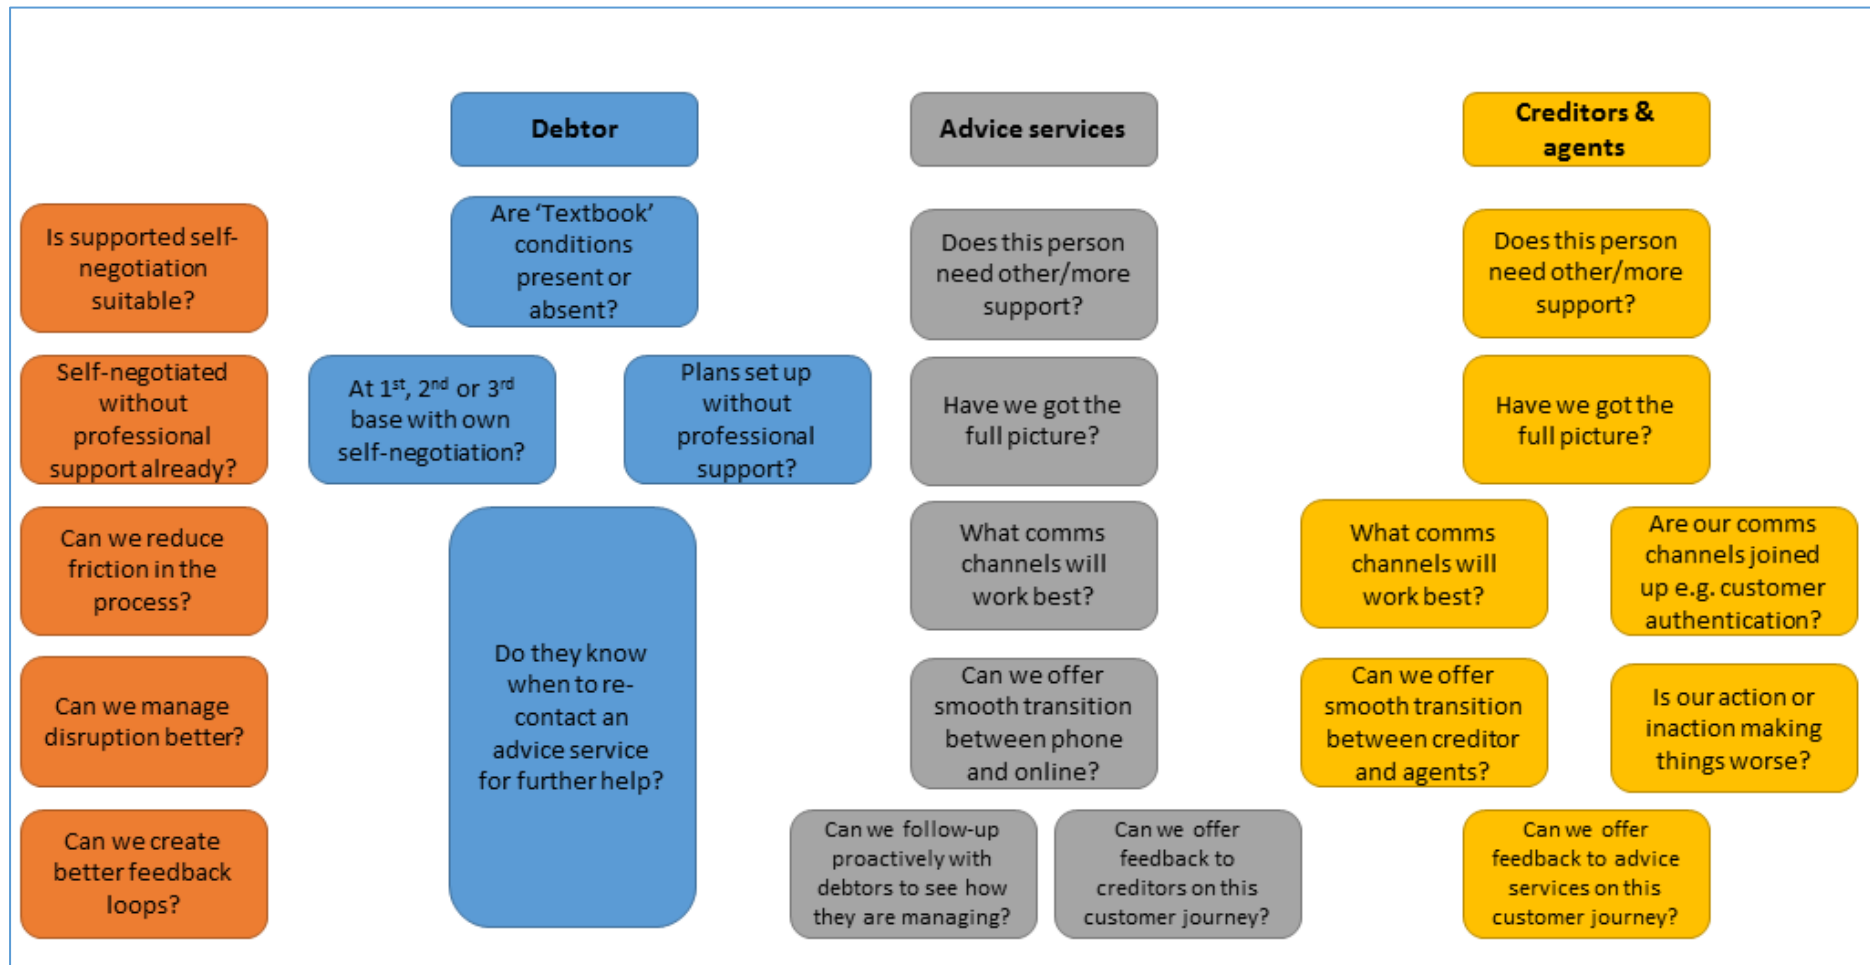 Debtor
Advice services
Creditors &
agents
Is supported self-
negotiation
suitable?
Are ‘Textbook’
conditions
present or
absent?
Does this person
need other/more
support?
Does this person
need other/more
support?
Self-negotiated
without
professional
support already?
At 1st, 2nd or 3rd
base with own
self-negotiation?
Plans set up
without
professional
support?
Have we got the
full picture?
Have we got the
full picture?
Can we reduce
friction in the
process?
Do they know
when to re-
contact an
advice service
for further help?
What comms
channels will
work best?
What comms
channels will
work best?
Are our comms
channels joined
up e.g. customer
authentication?
Can we manage
disruption better?
Can we offer
smooth transition
between phone
and online?
Can we offer
smooth transition
between creditor
and agents?
Is our action or
inaction making
things worse?
Can we create
better feedback
loops?
Can we follow-up
proactively with
debtors to see how
they are managing?
Can we offer
feedback to
creditors on this
customer journey?
Can we offer
feedback to advice
services on this
customer journey?